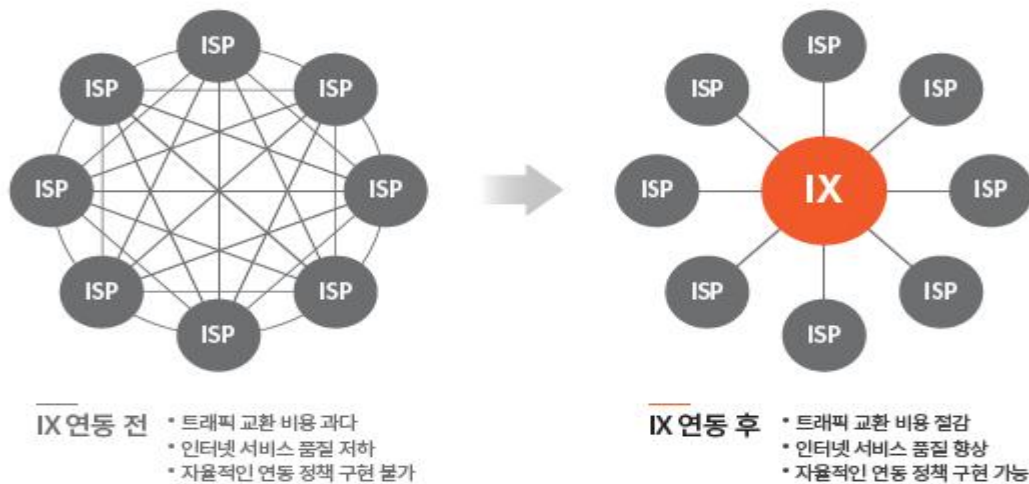 ISP
ISP
ISP
ISP
ISP
ISP
ISP
ISP
IX 연동 전
• 트래픽 교환 비용 과다
• 인터넷 서비스 품질 저하
• 자율적인 연동 정책 구현 불가
ISP
ISP
ISP
ISP
IX
ISP
ISP
ISP
ISP
IX 연동 후
• 트래픽 교환 비용 절감
• 인터넷 서비스 품질 향상
• 자율적인 연동 정책 구현 가능